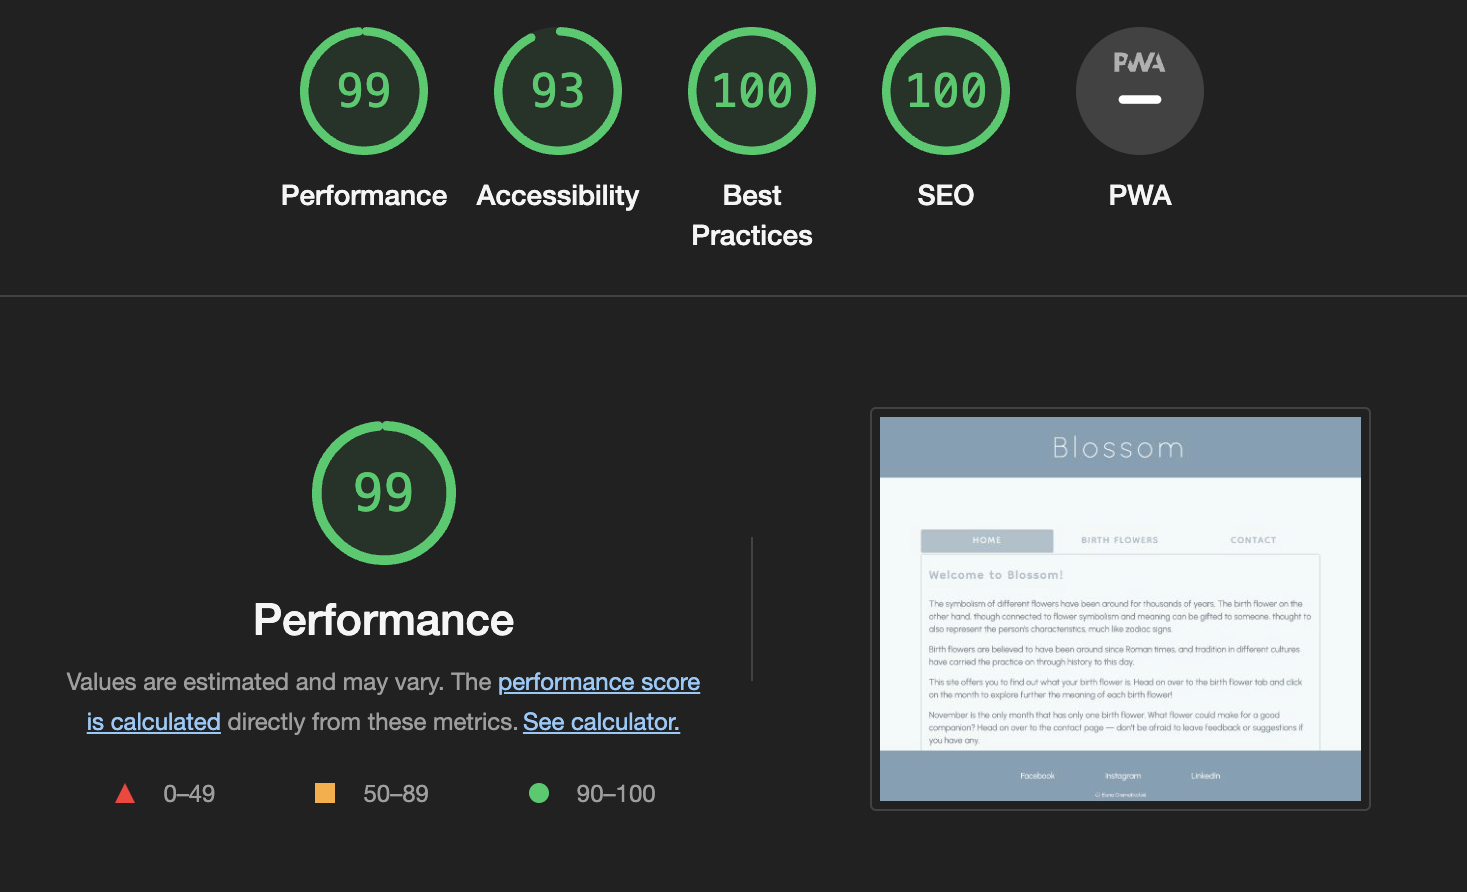 99
93
100
100
PWA
Performance
Accessibility
Best
Practices
SEO
PWA
99
Performance
Values are estimated and may vary. The performance score
is calculated directly from these metrics. See calculator.
0–49
50–89
90–100
Blossom
HOME
BIRTH FLOWERS
CONTACT
Welcome to Blossom!
The symbolism of different flowers have been around for thousands of years. The birth flower on the
other hand, though connected to flower symbolism and meaning can be gifted to someone, thought to
also represent the person's characteristics, much like zodiac signs.
Birth flowers are believed to have been around since Roman times, and tradition in different cultures
have carried the practice on through history to this day.
This site offers you to find out what your birth flower is. Head on over to the birth flower tab and click
on the month to explore further the meaning of each birth flower!
November is the only month that has only one birth flower. What flower could make for a good
companion? Head on over to the contact page — don't be afraid to leave feedback or suggestions if
you have any.
Facebook
Instagram
LinkedIn